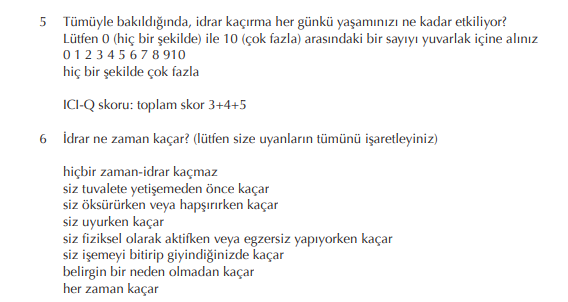 5 Tümüyle bakıldığında, idrar kaçırma her günkü yaşamınızı ne kadar etkiliyor?
Lütfen 0 (hiç bir şekilde) ile 10 (çok fazla) arasındaki bir sayıyı yuvarlak içine alınız
0 1 2 3 4 5 6 7 8 910
hiç bir şekilde çok fazla
ICI-Q skoru: toplam skor 3+4+5
6 İdrar ne zaman kaçar? (lütfen size uyanların tümünü işaretleyiniz)
hiçbir zaman-idrar kaçmaz
siz tuvalete yetişemeden önce kaçar
siz öksürürken veya hapşırırken kaçar
siz uyurken kaçar
siz fiziksel olarak aktifken veya egzersiz yapıyorken kaçar
siz işemeyi bitirip giyindiğinizde kaçar
belirgin bir neden olmadan kaçar
her zaman kaçar